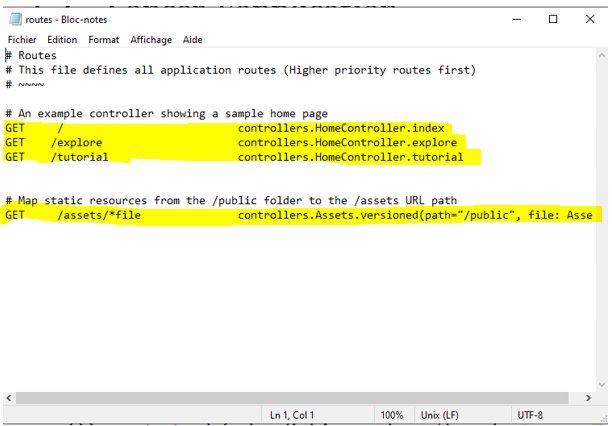 routes - Bloc-notes
Fichier Edition Format Affichage Aide
# Routes
# This file defines all application routes (Higher priority routes first)
# ~~~~
# An example controller showing a sample home page
GET / controllers.HomeController.index
GET /explore controllers.HomeController.explore
GET /tutorial controllers.HomeController.tutorial
# Map static resources from the /public folder to the /assets URL path
GET /assets/*file controllers.Assets.versioned(path="/public", file: Asse
Ln 1, Col 1 100% Unix (LF) UTF-8